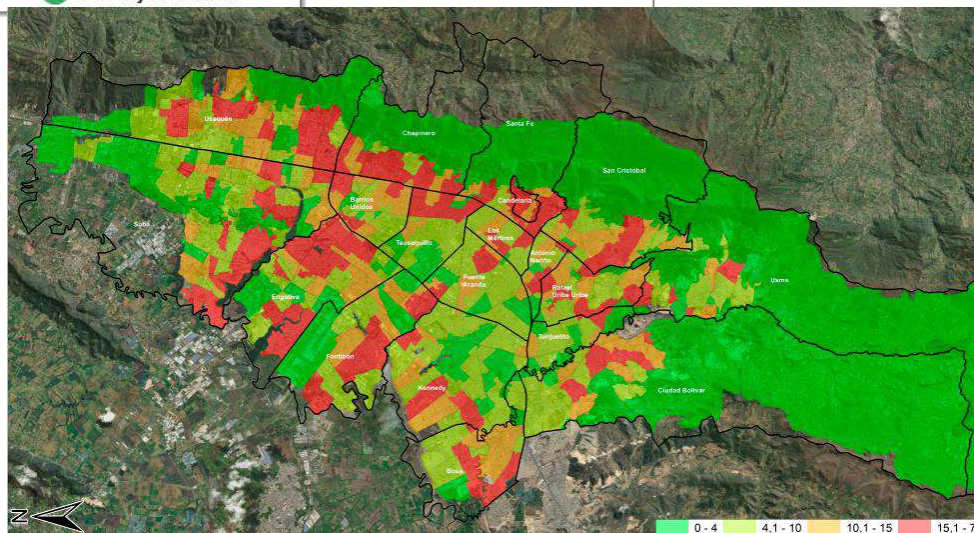 Usaquén
Chapinero
Santa Fe
San Cristobal
Barrios
Unidos
Candelaria
Suba
Teusaquillo
Los
Mártires
Antonio
Nariño
Puente
Aranda
Rafael
Uribe Uribe
Usme
Engativa
Tunjuelito
Fontibón
Kennedy
Ciudad Bolivar
Bosa
N
0 - 4
4,1 - 10
10,1 - 15
15,1 - 7